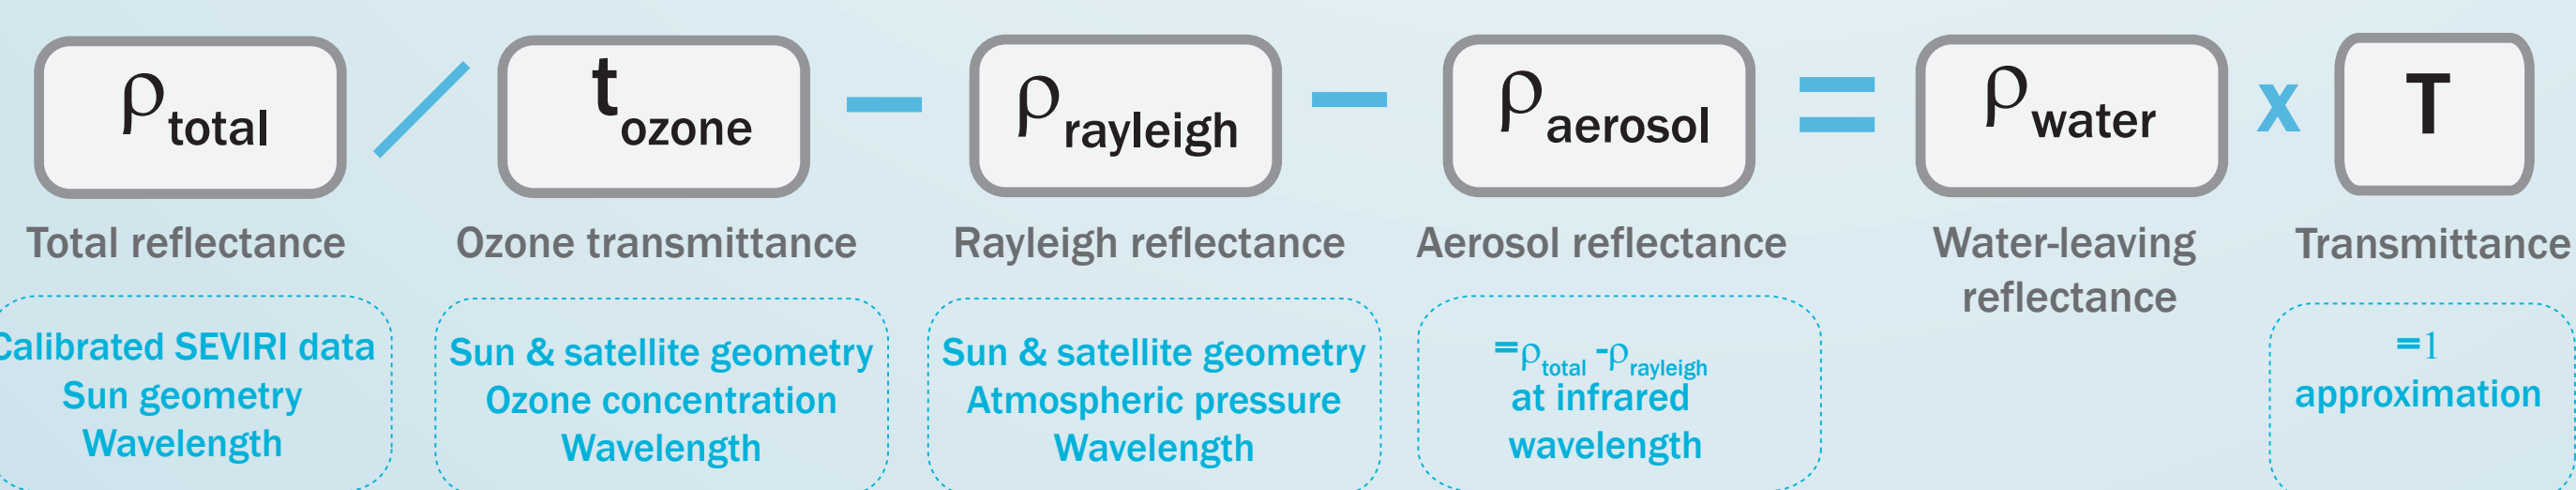 ρtotal / tozone − ρrayleigh − ρaerosol = ρwater x T
Total reflectance
Ozone transmittance
Rayleigh reflectance
Aerosol reflectance
Water-leaving
reflectance
Transmittance
Calibrated SEVIRI data
Sun geometry
Wavelength
Sun & satellite geometry
Ozone concentration
Wavelength
Sun & satellite geometry
Atmospheric pressure
Wavelength
=ρtotal -ρrayleigh
at infrared
wavelength
=1
approximation